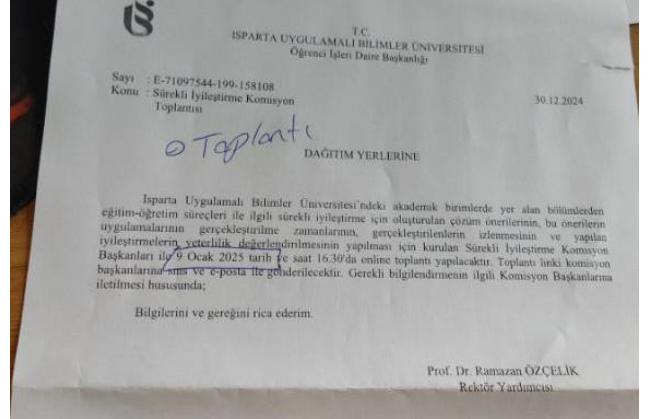 T.C.
ISPARTA UYGULAMALI BİLİMLER ÜNİVERSİTESİ
Öğrenci İşleri Daire Başkanlığı
Sayı : E-71097544-199-158108
Konu : Sürekli İyileştirme Komisyon
Toplantısı
30.12.2024
Toplantı
DAĞITIM YERLERİNE
Isparta Uygulamalı Bilimler Üniversitesi'ndeki akademik birimlerde yer alan bölümlerden
eğitim-öğretim süreçleri ile ilgili sürekli iyileştirme için oluşturulan çözüm önerilerinin, bu önerilerin
uygulamalarının gerçekleştirilme zamanlarının, gerçekleştirilenlerin izlenmesinin ve yapılan
iyileştirmelerin yeterlilik değerlendirilmesinin yapılması için kurulan Sürekli İyileştirme Komisyon
Başkanları ile 9 Ocak 2025 tarih ve saat 16.30'da online toplantı yapılacaktır. Toplantı linki komisyon
başkanlarına sms ve e-posta ile gönderilecektir. Gerekli bilgilendirmenin ilgili Komisyon Başkanlarına
iletilmesi hususunda;
Bilgilerini ve gereğini rica ederim.
Prof. Dr. Ramazan ÖZÇELİK
Rektör Yardımcısı